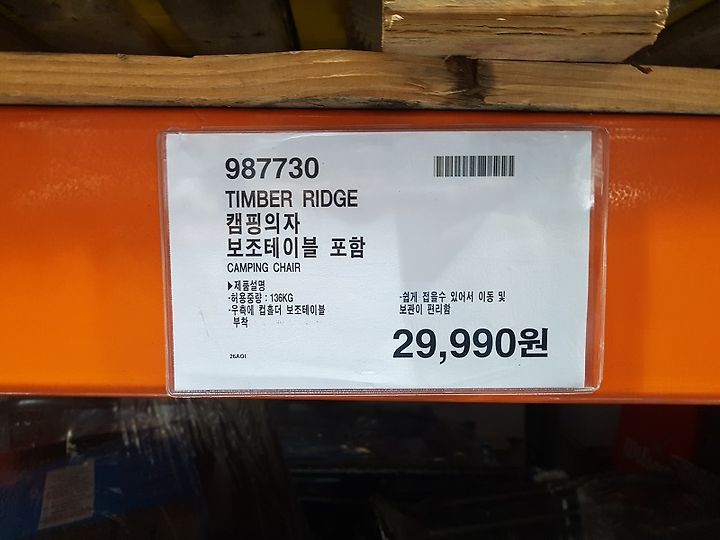 987730
TIMBER RIDGE
캠핑의자
보조테이블 포함
CAMPING CHAIR
▶제품설명
·허용중량 : 136KG
·우측에 컵홀더 보조테이블
부착
·쉽게 접을수 있어서 이동 및
보관이 편리함
29,990원